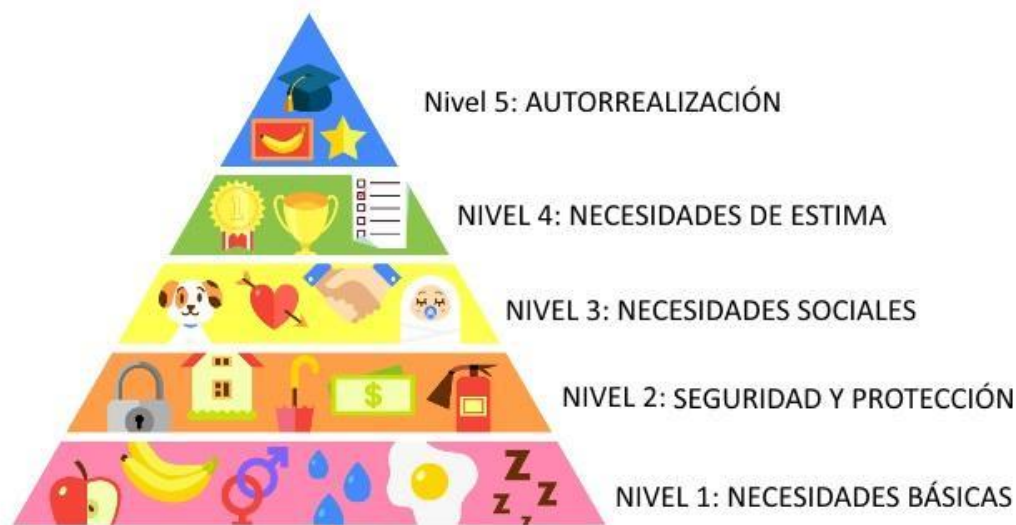 Nivel 5: AUTORREALIZACIÓN
1
NIVEL 4: NECESIDADES DE ESTIMA
NIVEL 3: NECESIDADES SOCIALES
$
NIVEL 2: SEGURIDAD Y PROTECCIÓN
Z
Z Z
Z
NIVEL 1: NECESIDADES BÁSICAS